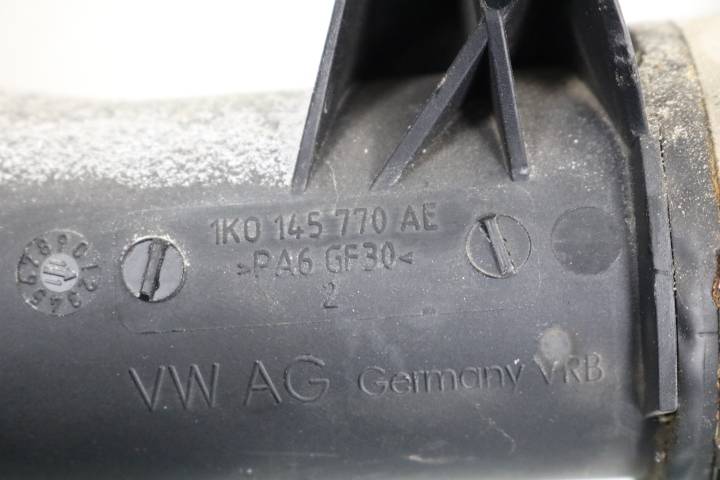 1K0 145 770 AE
>PA6 GF30<
2
VW AG Germany VRB